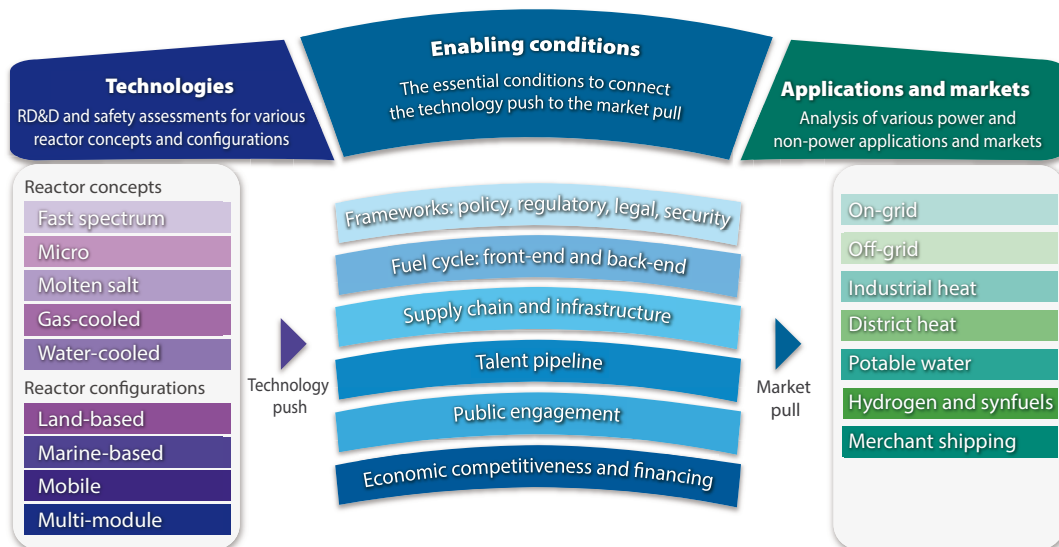 Technologies
RD&D and safety assessments for various
reactor concepts and configurations
Enabling conditions
The essential conditions to connect
the technology push to the market pull
Applications and markets
Analysis of various power and
non-power applications and markets
Reactor concepts
Fast spectrum
Micro
Molten salt
Gas-cooled
Water-cooled
Reactor configurations
Land-based
Marine-based
Mobile
Multi-module
Technology
push
Frameworks: policy, regulatory, legal, security
Fuel cycle: front-end and back-end
Supply chain and infrastructure
Talent pipeline
Public engagement
Economic competitiveness and financing
Market
pull
On-grid
Off-grid
Industrial heat
District heat
Potable water
Hydrogen and synfuels
Merchant shipping